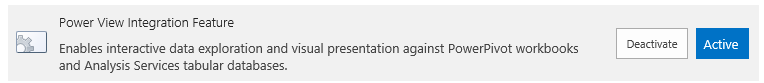 Power View Integration Feature
Enables interactive data exploration and visual presentation against PowerPivot workbooks
and Analysis Services tabular databases.
Deactivate
Active